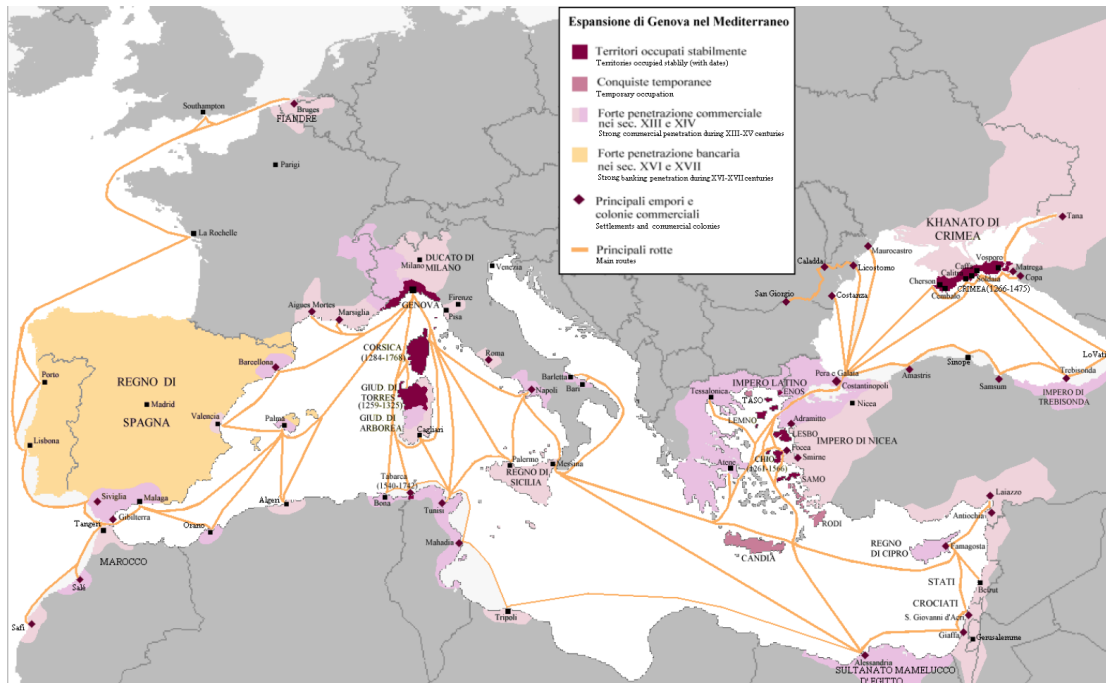 Espansione di Genova nel Mediterraneo
Territori occupati stabilmente
Territories occupied stablily (with dates)
Conquiste temporanee
Temporary occupation
Forte penetrazione commerciale
nei sec. XIII e XIV
Strong commercial penetration during XIII-XV centuries
Forte penetrazione bancaria
nei sec. XVI e XVII
Strong banking penetration during XVI-XVII centuries
Principali empori e
colonie commerciali
Settlements and commercial colonies
Principali rotte
Main routes
Southampton
Bruges
FIANDRE
Parigi
La Rochelle
DUCATO DI
MILANO
Milano
Venezia
GENOVA
Firenze
Pisa
Aigues Mortes
Marsiglia
CORSICA
(1284-1768)
GIUD. DI
TORRES
(1259-1325)
GIUD. DI
ARBOREA
Cagliari
Roma
Napoli
Barletta
Bari
Barcellona
Porto
REGNO DI
SPAGNA
Madrid
Valencia
Palma
Lisbona
Siviglia
Malaga
Gibilterra
Tangeri
Orano
Algeri
MAROCCO
Salé
Safi
Tabarca
(1540-1742)
Bona
Tunisi
Mahadia
Tripoli
Palermo
Messina
REGNO DI
SICILIA
San Giorgio
Caladda
Licostomo
Maurocastro
Costanza
KHANATO DI
CRIMEA
Tana
Vosporo
Caffa
Calitra
Soldaia
Cherson
Cembalo
Matrega
Copa
CRIMEA(1266-1475)
LoVati
Sinope
Trebisonda
Samsun
Amastris
IMPERO DI
TREBISONDA
Pera e Galata
Costantinopoli
IMPERO LATINO
ENOS
Tessalonica
TASO
LEMNO
Nicea
Adramitto
LESBO
IMPERO DI NICEA
Focea
Smirne
CHIO
(1261-1566)
Atene
SAMO
RODI
CANDIA
Laiazzo
Antiochia
REGNO
DI CIPRO
Famagosta
STATI
CROCIATI
Beirut
S. Giovanni d'Acri
Giaffa
Gerusalemme
Alessandria
SULTANATO MAMELUCCO
D'EGITTO